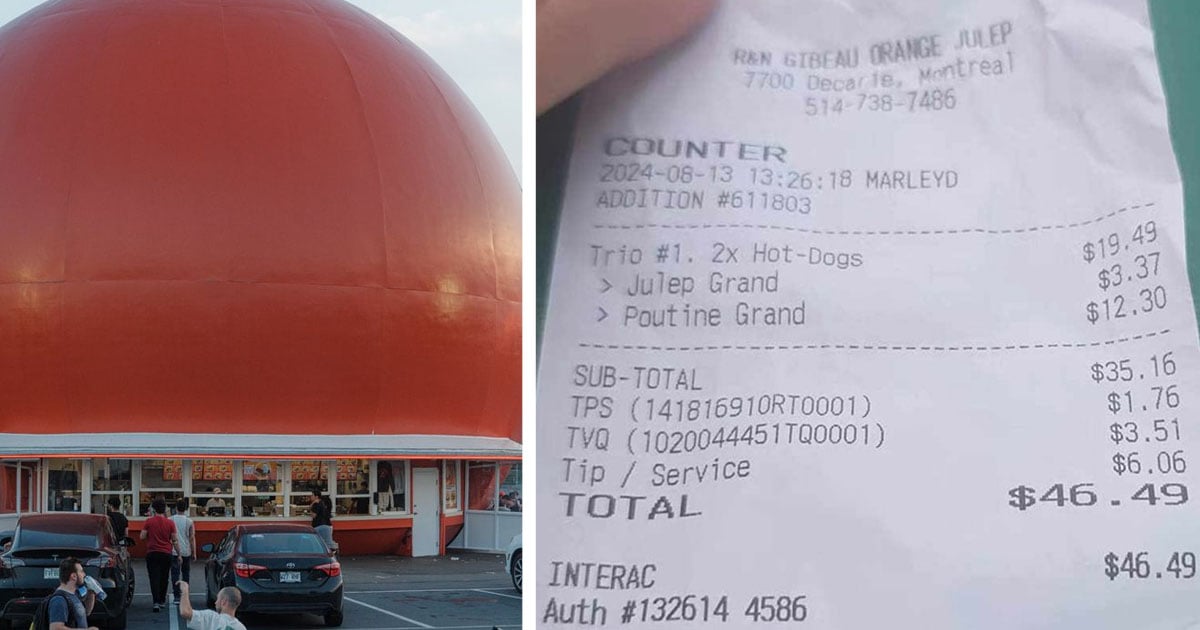 R&N GIBEAU ORANGE JULEP
7700 Decarie, Montreal
514-738-7486
COUNTER
2024-08-13 13:26:18 MARLEYD
ADDITION #611803
Trio #1. 2x Hot-Dogs $19.49
> Julep Grand $3.37
> Poutine Grand $12.30
SUB-TOTAL $35.16
TPS (141816910RT0001) $1.76
TVQ (1020044451TQ0001) $3.51
Tip / Service $6.06
TOTAL $46.49
INTERAC $46.49
Auth #132614 4586